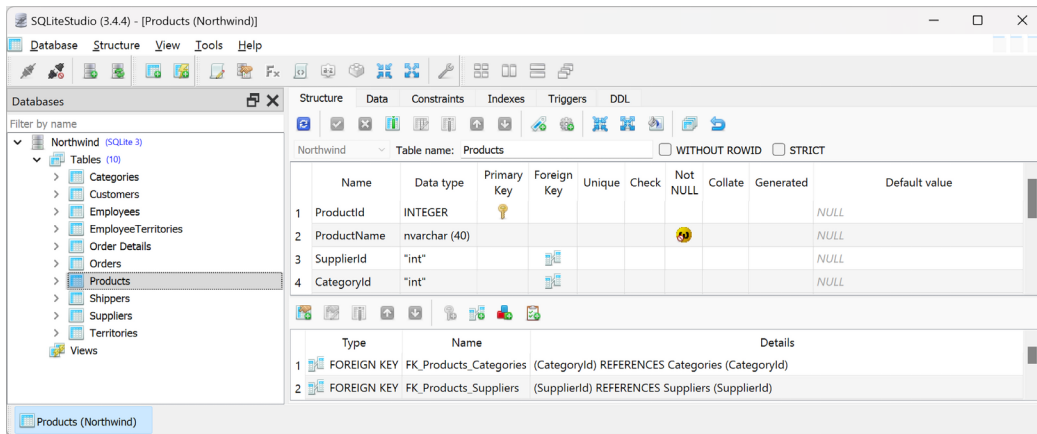 SQLiteStudio (3.4.4) - [Products (Northwind)]
Database Structure View Tools Help
Databases
Filter by name
Northwind (SQLite 3)
Tables (10)
Categories
Customers
Employees
EmployeeTerritories
Order Details
Orders
Products
Shippers
Suppliers
Territories
Views
Structure Data Constraints Indexes Triggers DDL
Northwind Table name: Products WITHOUT ROWID STRICT
Name Data type Primary Key Foreign Key Unique Check Not NULL Collate Generated Default value
1 ProductId INTEGER NULL
2 ProductName nvarchar (40) NULL
3 SupplierId "int" NULL
4 CategoryId "int" NULL
Type Name Details
1 FOREIGN KEY FK_Products_Categories (CategoryId) REFERENCES Categories (CategoryId)
2 FOREIGN KEY FK_Products_Suppliers (SupplierId) REFERENCES Suppliers (SupplierId)
Products (Northwind)